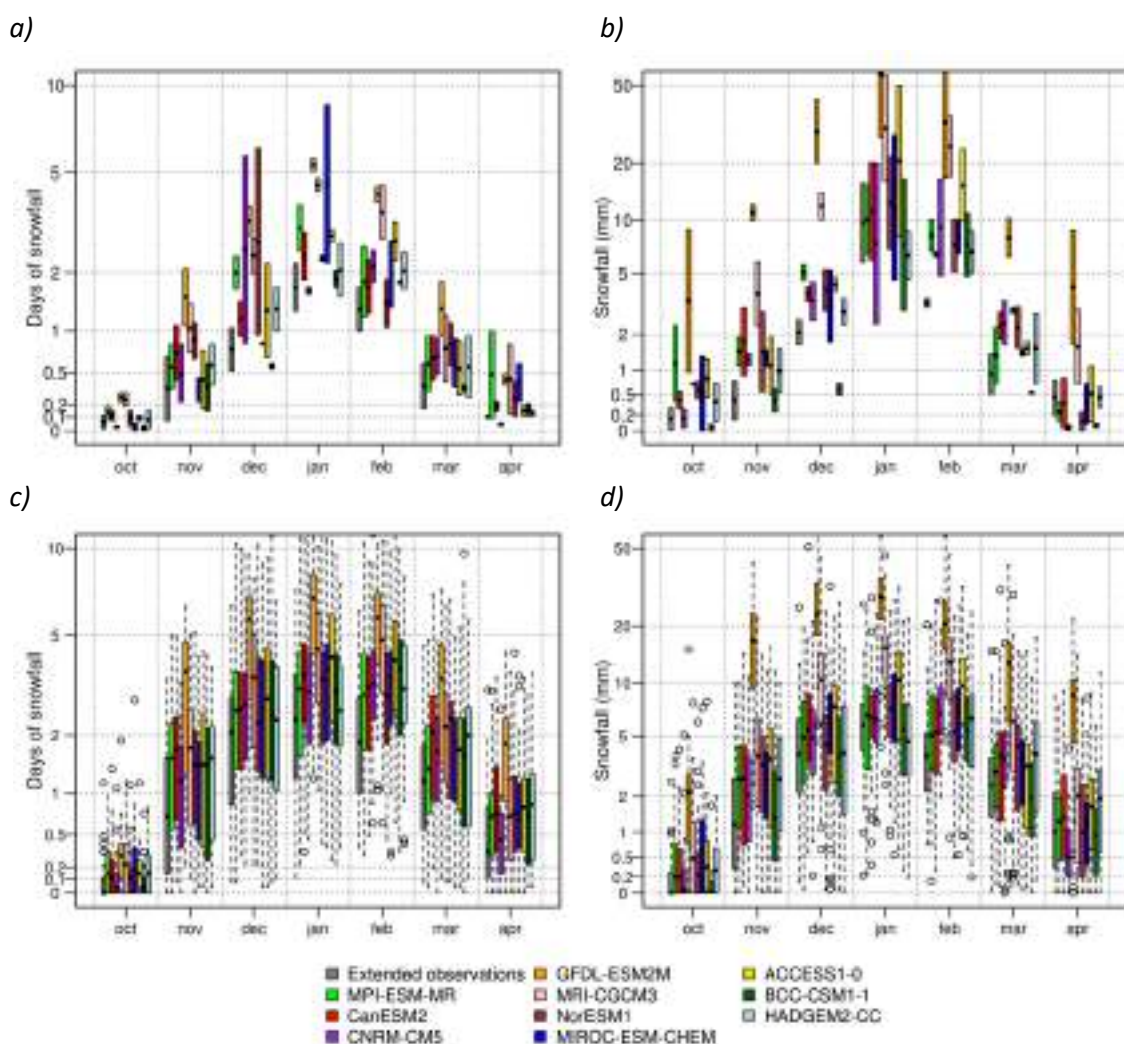 a)
b)
10
5
2
1
0.5
0.2
0
Days of snowfall
oct nov dec jan feb mar apr
50
20
10
5
2
1
0.5
0.2
0
Snowfall (mm)
oct nov dec jan feb mar apr
c)
d)
10
5
2
1
0.5
0
Days of snowfall
oct nov dec jan feb mar apr
50
20
10
5
2
1
0.5
0.2
0
Snowfall (mm)
oct nov dec jan feb mar apr
Extended observations GFDL-ESM2M ACCESS1-0
MPI-ESM-MR MRI-CGCM3 BCC-CSM1-1
CanESM2 NorESM1 HADGEM2-CC
CNRM-CM5 MIROC-ESM-CHEM